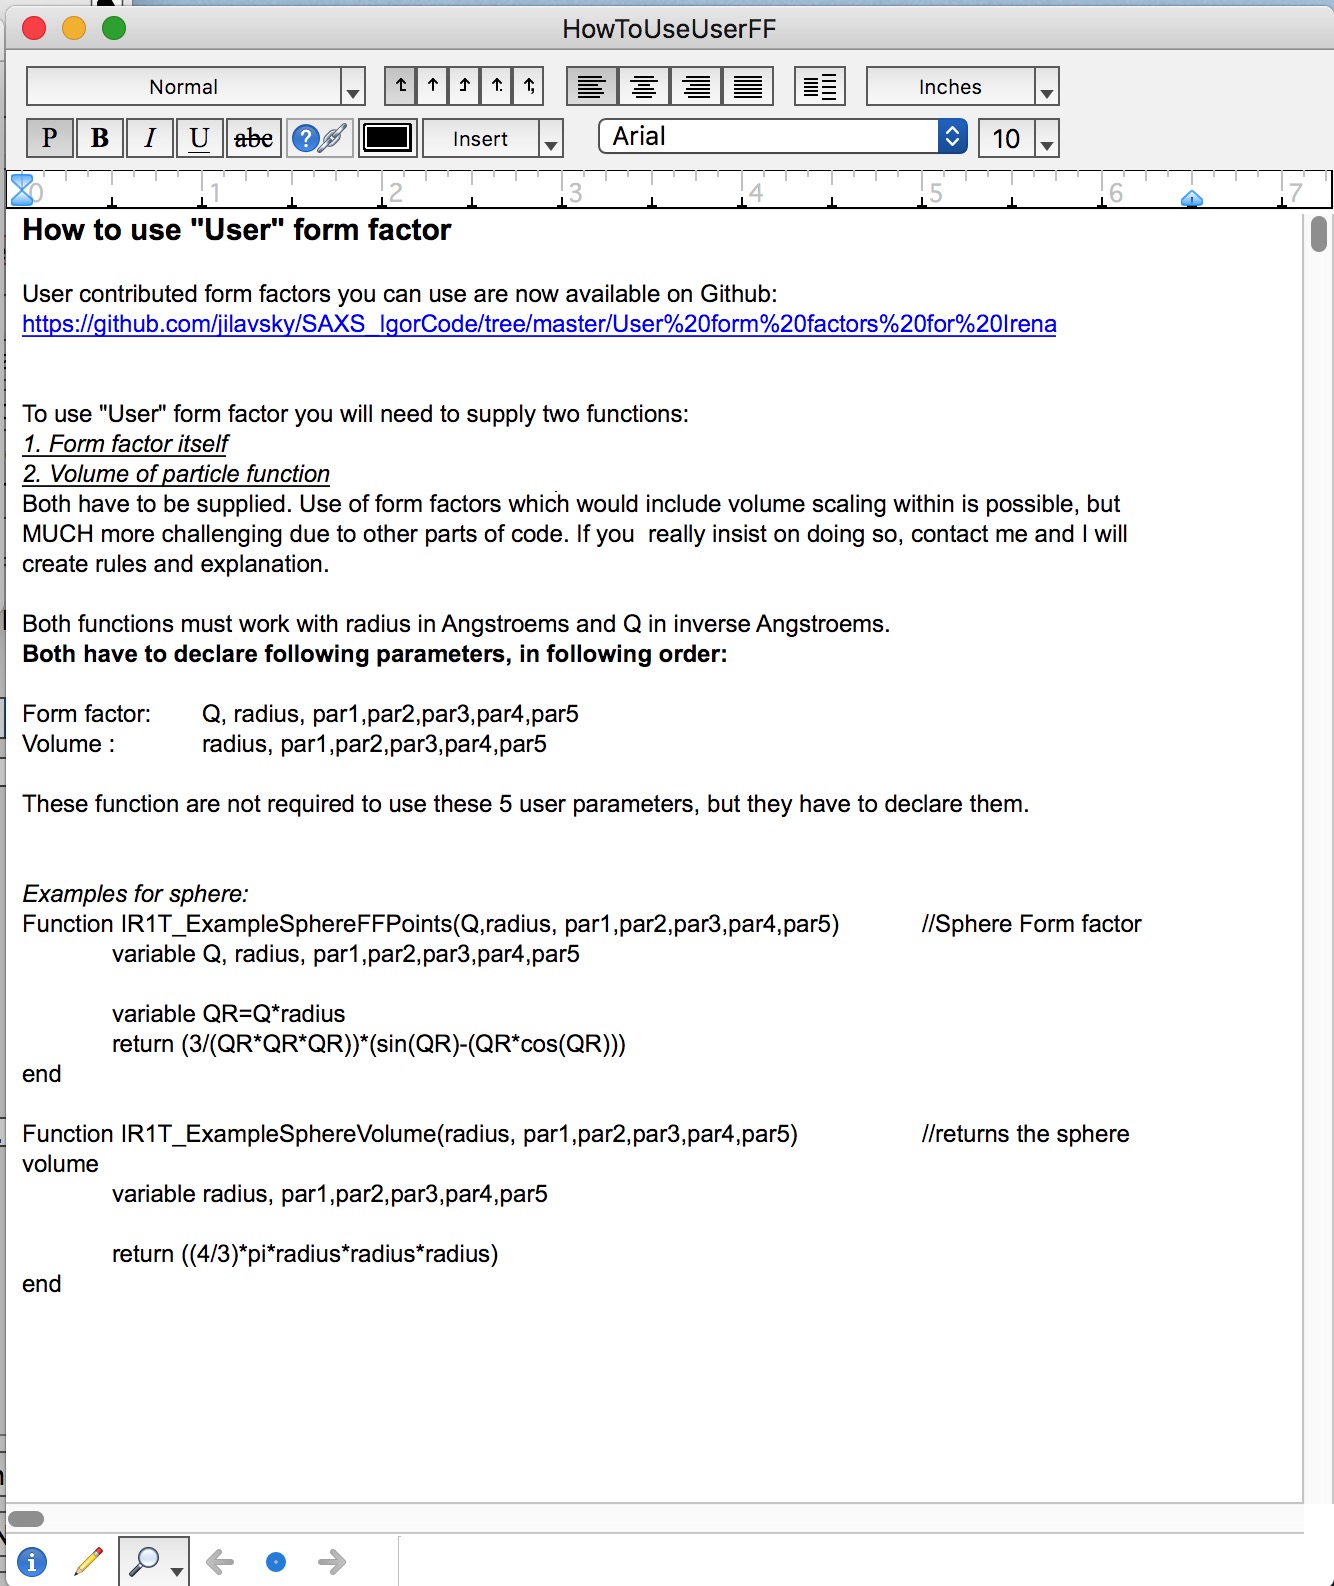 HowToUseUserFF
Normal
Inches
P B I U abc
Insert
Arial
10
0 1 2 3 4 5 6 7
How to use "User" form factor
User contributed form factors you can use are now available on Github:
https://github.com/jilavsky/SAXS_IgorCode/tree/master/User%20form%20factors%20for%20Irena
To use "User" form factor you will need to supply two functions:
1. Form factor itself
2. Volume of particle function
Both have to be supplied. Use of form factors which would include volume scaling within is possible, but
MUCH more challenging due to other parts of code. If you  really insist on doing so, contact me and I will
create rules and explanation.
Both functions must work with radius in Angstroems and Q in inverse Angstroems.
Both have to declare following parameters, in following order:
Form factor: Q, radius, par1,par2,par3,par4,par5
Volume : radius, par1,par2,par3,par4,par5
These function are not required to use these 5 user parameters, but they have to declare them.
Examples for sphere:
Function IR1T_ExampleSphereFFPoints(Q,radius, par1,par2,par3,par4,par5) //Sphere Form factor
variable Q, radius, par1,par2,par3,par4,par5
variable QR=Q*radius
return (3/(QR*QR*QR))*(sin(QR)-(QR*cos(QR)))
end
Function IR1T_ExampleSphereVolume(radius, par1,par2,par3,par4,par5) //returns the sphere
volume
variable radius, par1,par2,par3,par4,par5
return ((4/3)*pi*radius*radius*radius)
end